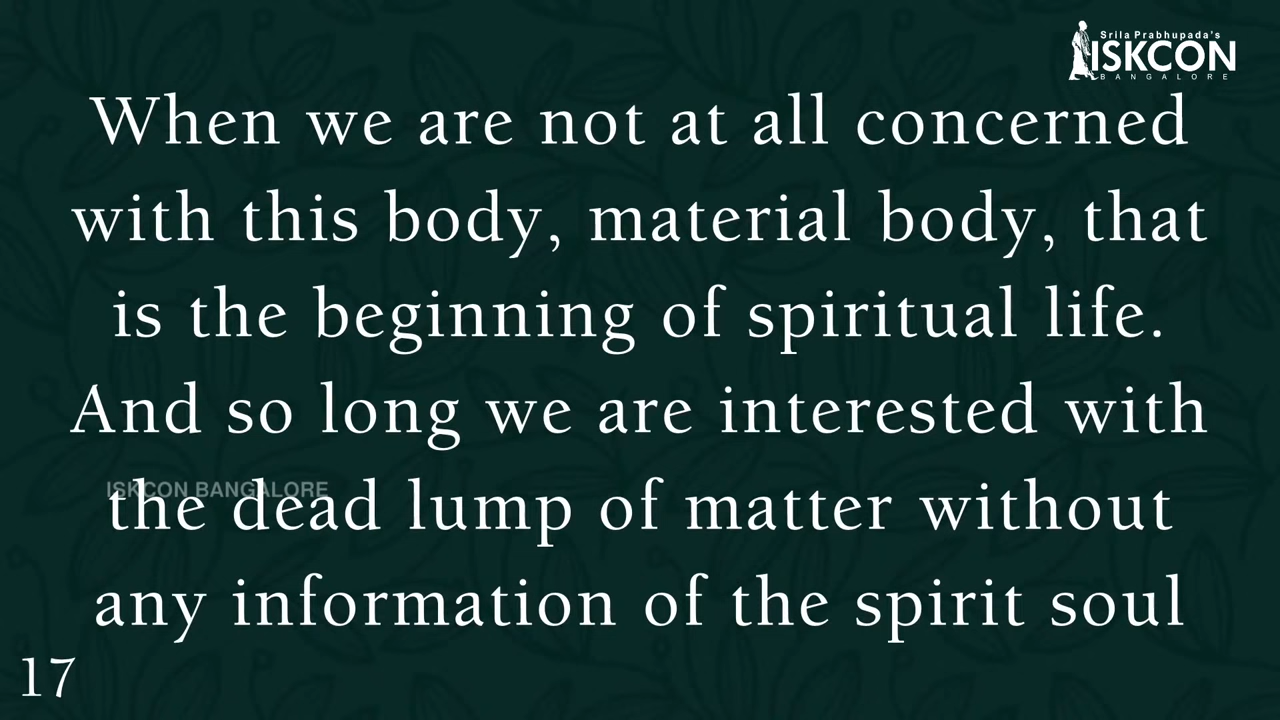 Srila Prabhupada's
ISKCON
BANGALORE
When we are not at all concerned
with this body, material body, that
is the beginning of spiritual life.
And so long we are interested with
ISKCON BANGALORE
the dead lump of matter without
any information of the spirit soul
17